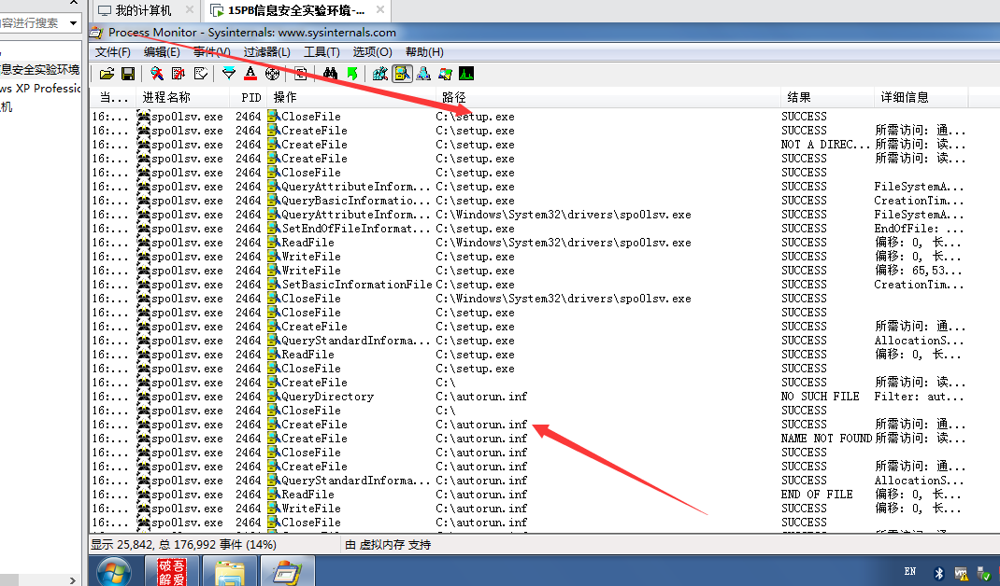 我的计算机 15PB信息安全实验环境-...
内容进行搜索
Process Monitor - Sysinternals: www.sysinternals.com
文件(F) 编辑(E) 事件(V) 过滤器(L) 工具(T) 选项(O) 帮助(H)
息安全实验环境
ws XP Professio
机
当... 进程名称 PID 操作 路径 结果 详细信息
16:... spo0lsv.exe 2464 CloseFile C:\setup.exe SUCCESS
16:... spo0lsv.exe 2464 CreateFile C:\setup.exe SUCCESS 所需访问: 通...
16:... spo0lsv.exe 2464 CreateFile C:\setup.exe NOT A DIREC... 所需访问: 读...
16:... spo0lsv.exe 2464 CreateFile C:\setup.exe SUCCESS 所需访问: 读...
16:... spo0lsv.exe 2464 CloseFile C:\setup.exe SUCCESS
16:... spo0lsv.exe 2464 QueryAttributeInform... C:\setup.exe SUCCESS FileSystemA...
16:... spo0lsv.exe 2464 QueryBasicInformatio... C:\setup.exe SUCCESS CreationTim...
16:... spo0lsv.exe 2464 QueryAttributeInform... C:\Windows\System32\drivers\spo0lsv.exe SUCCESS FileSystemA...
16:... spo0lsv.exe 2464 SetEndOfFileInformat... C:\setup.exe SUCCESS EndOfFile: ...
16:... spo0lsv.exe 2464 ReadFile C:\Windows\System32\drivers\spo0lsv.exe SUCCESS 偏移: 0, 长...
16:... spo0lsv.exe 2464 WriteFile C:\setup.exe SUCCESS 偏移: 0, 长...
16:... spo0lsv.exe 2464 WriteFile C:\setup.exe SUCCESS 偏移: 65,53...
16:... spo0lsv.exe 2464 SetBasicInformationFile C:\setup.exe SUCCESS CreationTim...
16:... spo0lsv.exe 2464 CloseFile C:\Windows\System32\drivers\spo0lsv.exe SUCCESS
16:... spo0lsv.exe 2464 CloseFile C:\setup.exe SUCCESS
16:... spo0lsv.exe 2464 CreateFile C:\setup.exe SUCCESS 所需访问: 通...
16:... spo0lsv.exe 2464 QueryStandardInforma... C:\setup.exe SUCCESS AllocationS...
16:... spo0lsv.exe 2464 ReadFile C:\setup.exe SUCCESS 偏移: 0, 长...
16:... spo0lsv.exe 2464 CloseFile C:\setup.exe SUCCESS
16:... spo0lsv.exe 2464 CreateFile C:\ SUCCESS 所需访问: 读...
16:... spo0lsv.exe 2464 QueryDirectory C:\autorun.inf NO SUCH FILE Filter: aut...
16:... spo0lsv.exe 2464 CloseFile C:\ SUCCESS
16:... spo0lsv.exe 2464 CreateFile C:\autorun.inf SUCCESS 所需访问: 通...
16:... spo0lsv.exe 2464 CreateFile C:\autorun.inf NAME NOT FOUND 所需访问: 读...
16:... spo0lsv.exe 2464 CloseFile C:\autorun.inf SUCCESS
16:... spo0lsv.exe 2464 CreateFile C:\autorun.inf SUCCESS 所需访问: 通...
16:... spo0lsv.exe 2464 QueryStandardInforma... C:\autorun.inf SUCCESS AllocationS...
16:... spo0lsv.exe 2464 ReadFile C:\autorun.inf END OF FILE 偏移: 0, 长...
16:... spo0lsv.exe 2464 WriteFile C:\autorun.inf SUCCESS 偏移: 0, 长...
16:... spo0lsv.exe 2464 CloseFile C:\autorun.inf SUCCESS
显示 25,842, 总 176,992 事件 (14%) 由 虚拟内存 支持
破吾
解爱
EN